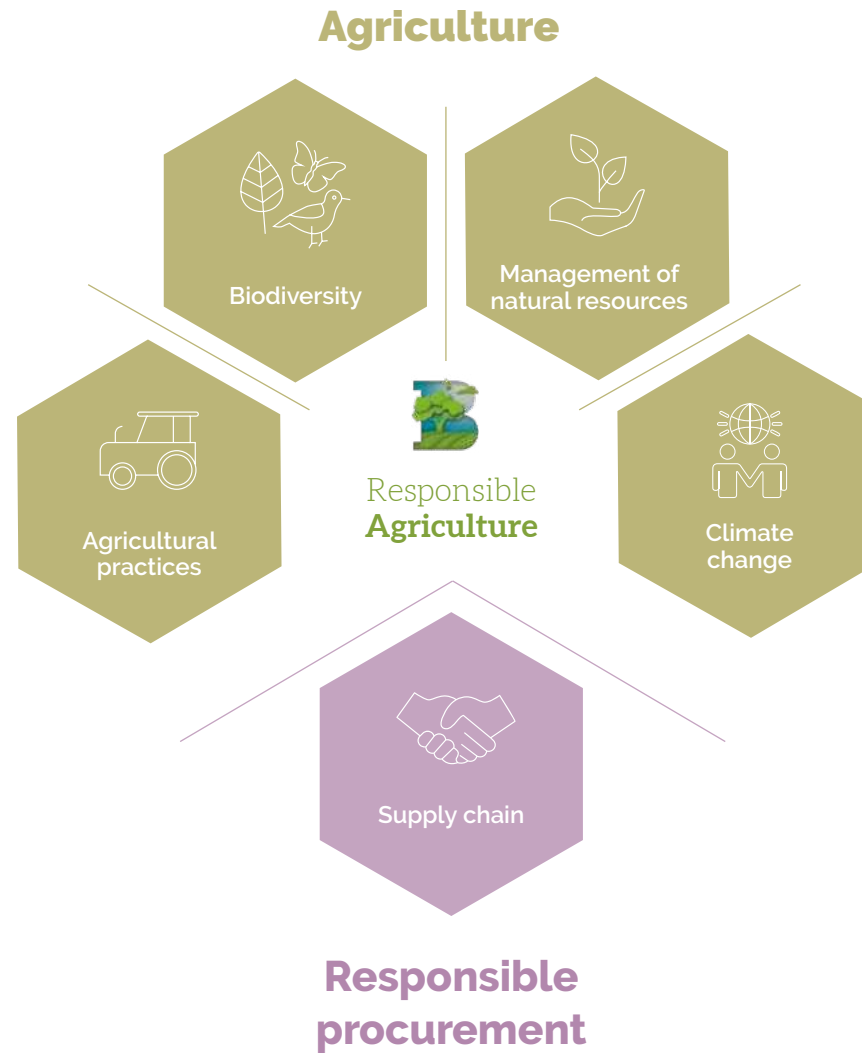 Agriculture
Biodiversity
Management of
natural resources
Agricultural
practices
B
Responsible
Agriculture
Climate
change
Supply chain
Responsible
procurement